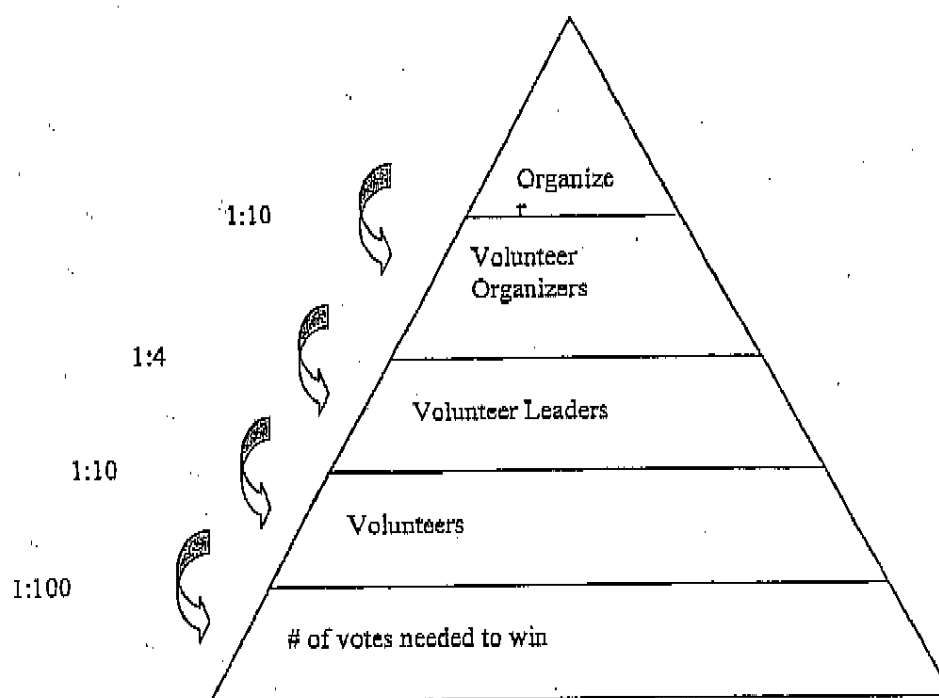 Organize
r
1:10
Volunteer
Organizers
1:4
Volunteer Leaders
1:10
Volunteers
1:100
# of votes needed to win